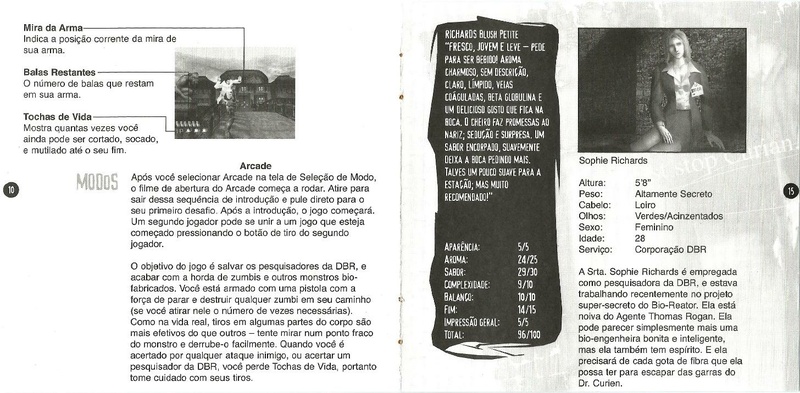 Mira da Arma
Indica a posição corrente da mira de
sua arma.
Balas Restantes
O número de balas que restam
em sua arma.
Tochas de Vida
Mostra quantas vezes você
ainda pode ser cortado, socado,
e mutilado até o seu fim.
10
MODOS
Arcade
Após você selecionar Arcade na tela de Seleção de Modo,
o filme de abertura do Arcade começa a rodar. Atire para
sair dessa sequência de introdução e pule direto para o
seu primeiro desafio. Após a introdução, o jogo começará.
Um segundo jogador pode se unir a um jogo que esteja
começado pressionando o botão de tiro do segundo
jogador.
O objetivo do jogo é salvar os pesquisadores da DBR, e
acabar com a horda de zumbis e outros monstros bio-
fabricados. Você está armado com uma pistola com a
força de parar e destruir qualquer zumbi em seu caminho
(se você atirar nele o número de vezes necessárias).
Como na vida real, tiros em algumas partes do corpo são
mais efetivos do que outros – tente mirar num ponto fraco
do monstro e derrube-o facilmente. Quando você é
acertado por qualquer ataque inimigo, ou acertar um
pesquisador da DBR, você perde Tochas de Vida, portanto
tome cuidado com seus tiros.
RICHARDS BLUSH PETITE
"FRESCO, JOVEM E LEVE – PEDE
PARA SER BEBIDO! AROMA
CHARMOSO, SEM DESCRIÇÃO,
CLARO, LÍMPIDO, VEIAS
COÁGULADAS, BETA GLOBULINA E
UM DELICIOSO GOSTO QUE FICA NA
BOCA. O CHEIRO FAZ PROMESSAS AO
NARIZ; SEDUÇÃO E SURPRESA. UM
SABOR ENCORPADO, SUAVEMENTE
DEIXA A BOCA PEDINDO MAIS.
TALVES UM POUCO SUAVE PARA A
ESTAÇÃO; MAS MUITO
RECOMENDADO!"
APARÊNCIA: 5/5
AROMA: 24/25
SABOR: 29/30
COMPLEXIDADE: 9/10
BALANÇO: 10/10
FIM: 14/15
IMPRESSÃO GERAL: 5/5
TOTAL: 96/100
Sophie Richards
Altura: 5'8"
Peso: Altamente Secreto
Cabelo: Loiro
Olhos: Verdes/Acinzentados
Sexo: Feminino
Idade: 28
Serviço: Corporação DBR
15
A Srta. Sophie Richards é empregada
como pesquisadora da DBR, e estava
trabalhando recentemente no projeto
super-secreto do Bio-Reator. Ela está
noiva do Agente Thomas Rogan. Ela
pode parecer simplesmente mais uma
bio-engenheira bonita e inteligente,
mas ela também tem espírito. E ela
precisará de cada gota de fibra que ela
possa ter para escapar das garras do
Dr. Curien.